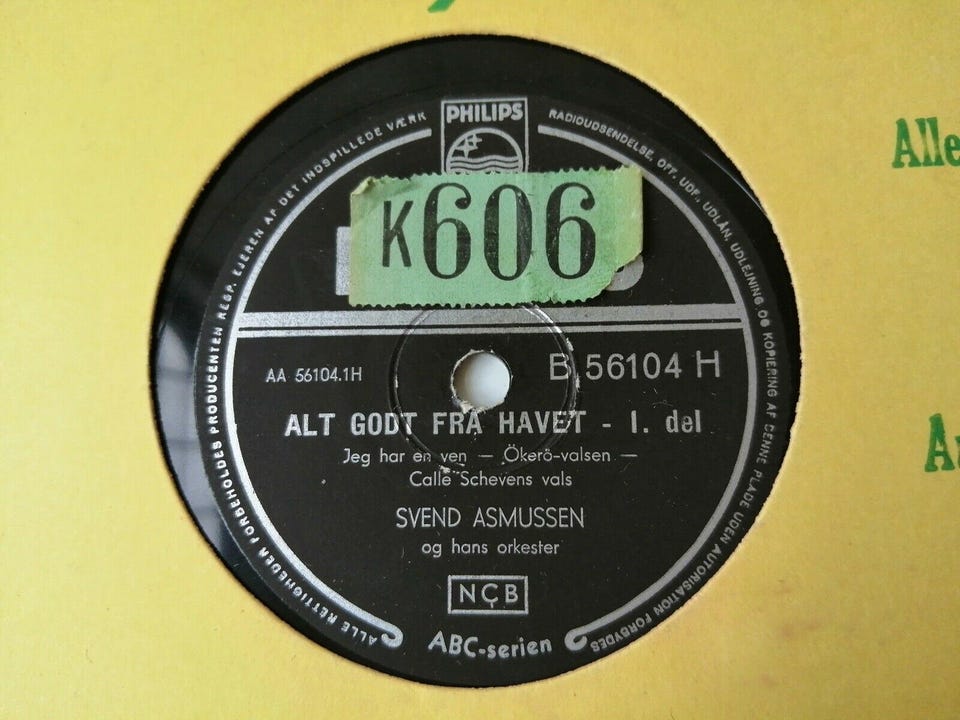 PHILIPS
ALLE RETTIGHEDER FORBEHOLDES PRODUCENTEN RESP. EJEREN AF DET INDSPILLEDE VÆRK
RADIOUDSENDELSE, OFF. UDF., UDLÅN, UDLEJNING OG KOPIERING AF DENNE PLADE UDEN AUTORISATION FORBYDES
K606
AA 56104.1H
B 56104 H
ALT GODT FRA HAVET - I. del
Jeg har en ven — Ökerö-valsen —
Calle Schevens vals
SVEND ASMUSSEN
og hans orkester
NCB
ABC-serien
Alle